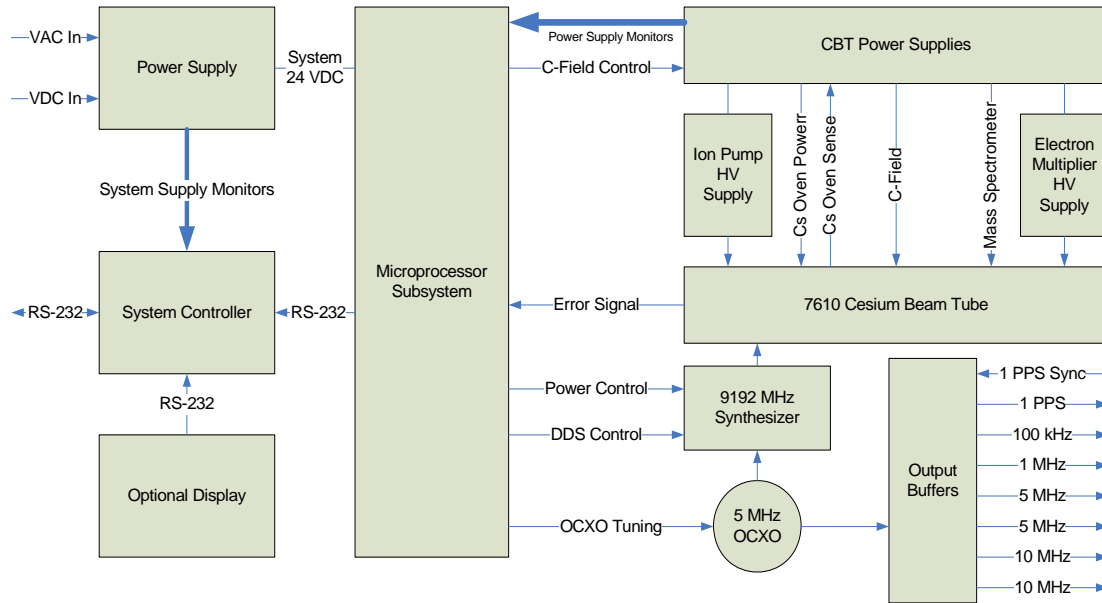 VAC In
VDC In
Power Supply
System
24 VDC
System Supply Monitors
RS-232
System Controller
RS-232
RS-232
Optional Display
Microprocessor
Subsystem
Power Supply Monitors
C-Field Control
CBT Power Supplies
Ion Pump
HV
Supply
Cs Oven Powerr
Cs Oven Sense
C-Field
Mass Spectrometer
Electron
Multiplier
HV
Supply
Error Signal
7610 Cesium Beam Tube
Power Control
DDS Control
9192 MHz
Synthesizer
OCXO Tuning
5 MHz
OCXO
Output
Buffers
1 PPS Sync
1 PPS
100 kHz
1 MHz
5 MHz
5 MHz
10 MHz
10 MHz